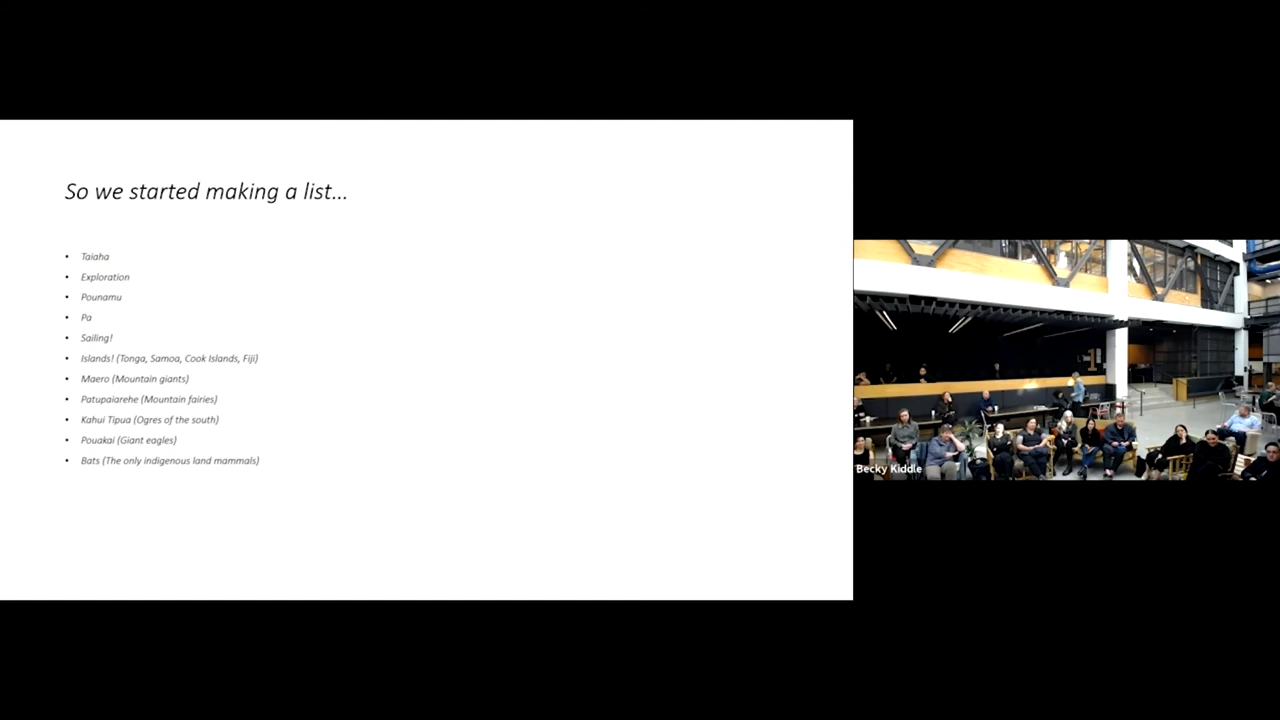 So we started making a list...
• Taiaha
• Exploration
• Pounamu
• Pa
• Sailing!
• Islands! (Tonga, Samoa, Cook Islands, Fiji)
• Maero (Mountain giants)
• Patupaiarehe (Mountain fairies)
• Kahui Tipua (Ogres of the south)
• Pouakai (Giant eagles)
• Bats (The only indigenous land mammals)
Becky Kiddle